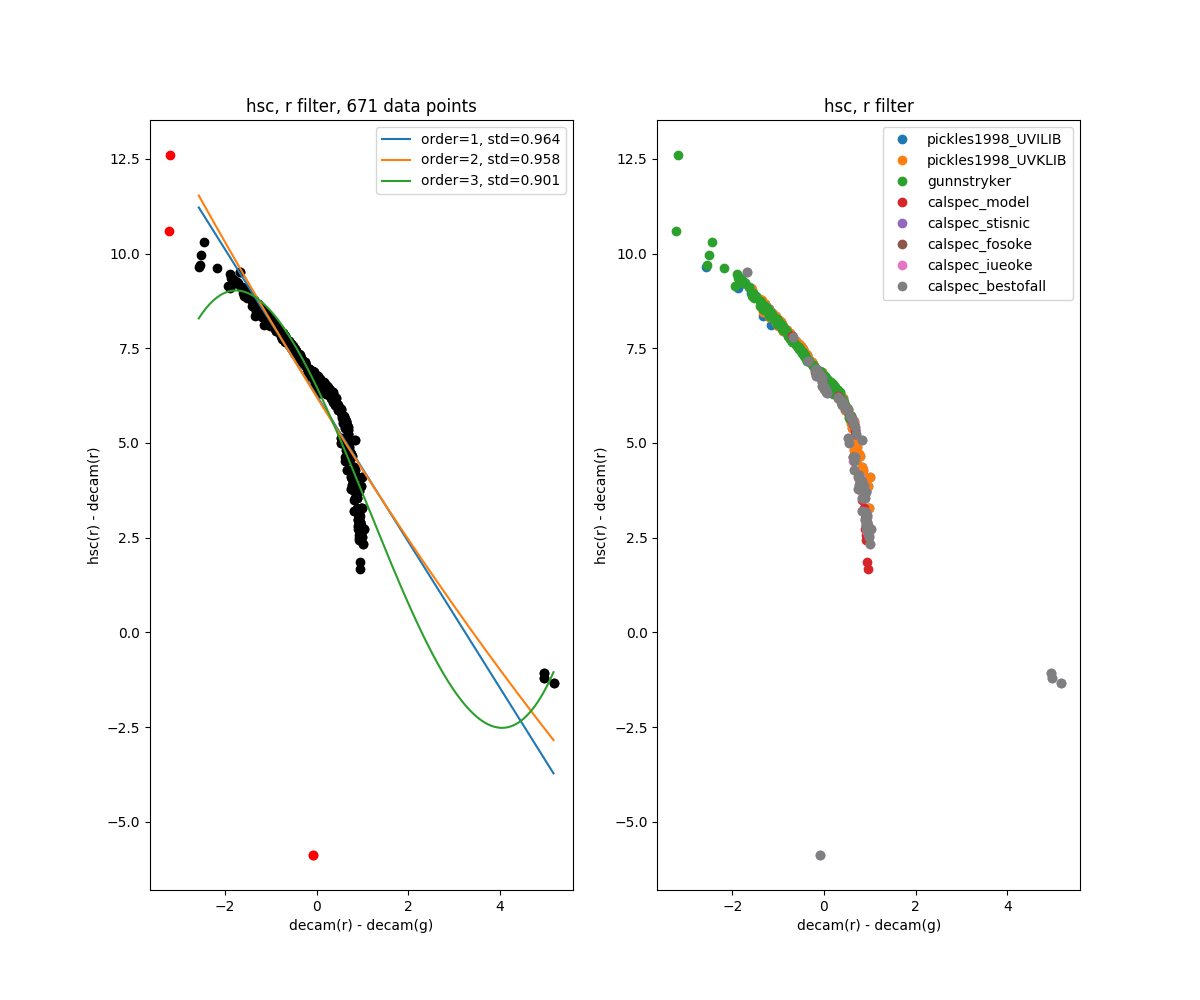 hsc, r filter, 671 data points
order=1, std=0.964
order=2, std=0.958
order=3, std=0.901
12.5
10.0
7.5
5.0
2.5
0.0
−2.5
−5.0
hsc(r) - decam(r)
−2 0 2 4
decam(r) - decam(g)
hsc, r filter
pickles1998_UVILIB
pickles1998_UVKLIB
gunnstryker
calspec_model
calspec_stisnic
calspec_fosoke
calspec_iueoke
calspec_bestofall
12.5
10.0
7.5
5.0
2.5
0.0
−2.5
−5.0
hsc(r) - decam(r)
−2 0 2 4
decam(r) - decam(g)